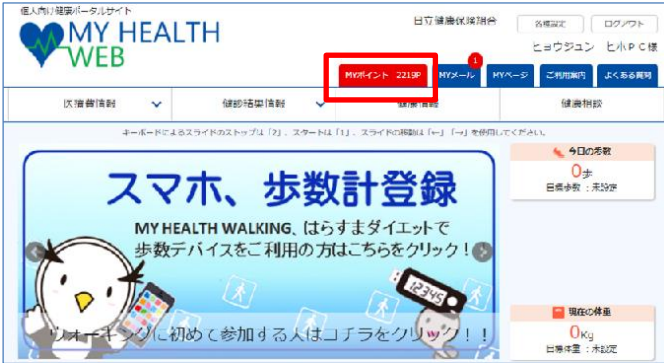 個人向け健康ポータルサイト
MY HEALTH WEB
日立健康保険組合
各種設定
ログアウト
ヒョウジュン ヒホPC様
MYポイント 2219P
MYメール
1
MYページ
ご利用案内
よくある質問
医療費情報
健診結果情報
健康情報
健康相談
キーボードによるスライドのストップは「2」、スタートは「1」、スライドの移動は「←」「→」を使用してください。
スマホ、歩数計登録
MY HEALTH WALKING、はらすまダイエットで
歩数デバイスをご利用の方はこちらをクリック!
12345
ウォーキングに初めて参加する人はコチラをクリック!!
今日の歩数
0歩
目標歩数:未設定
現在の体重
0Kg
目標体重:未設定